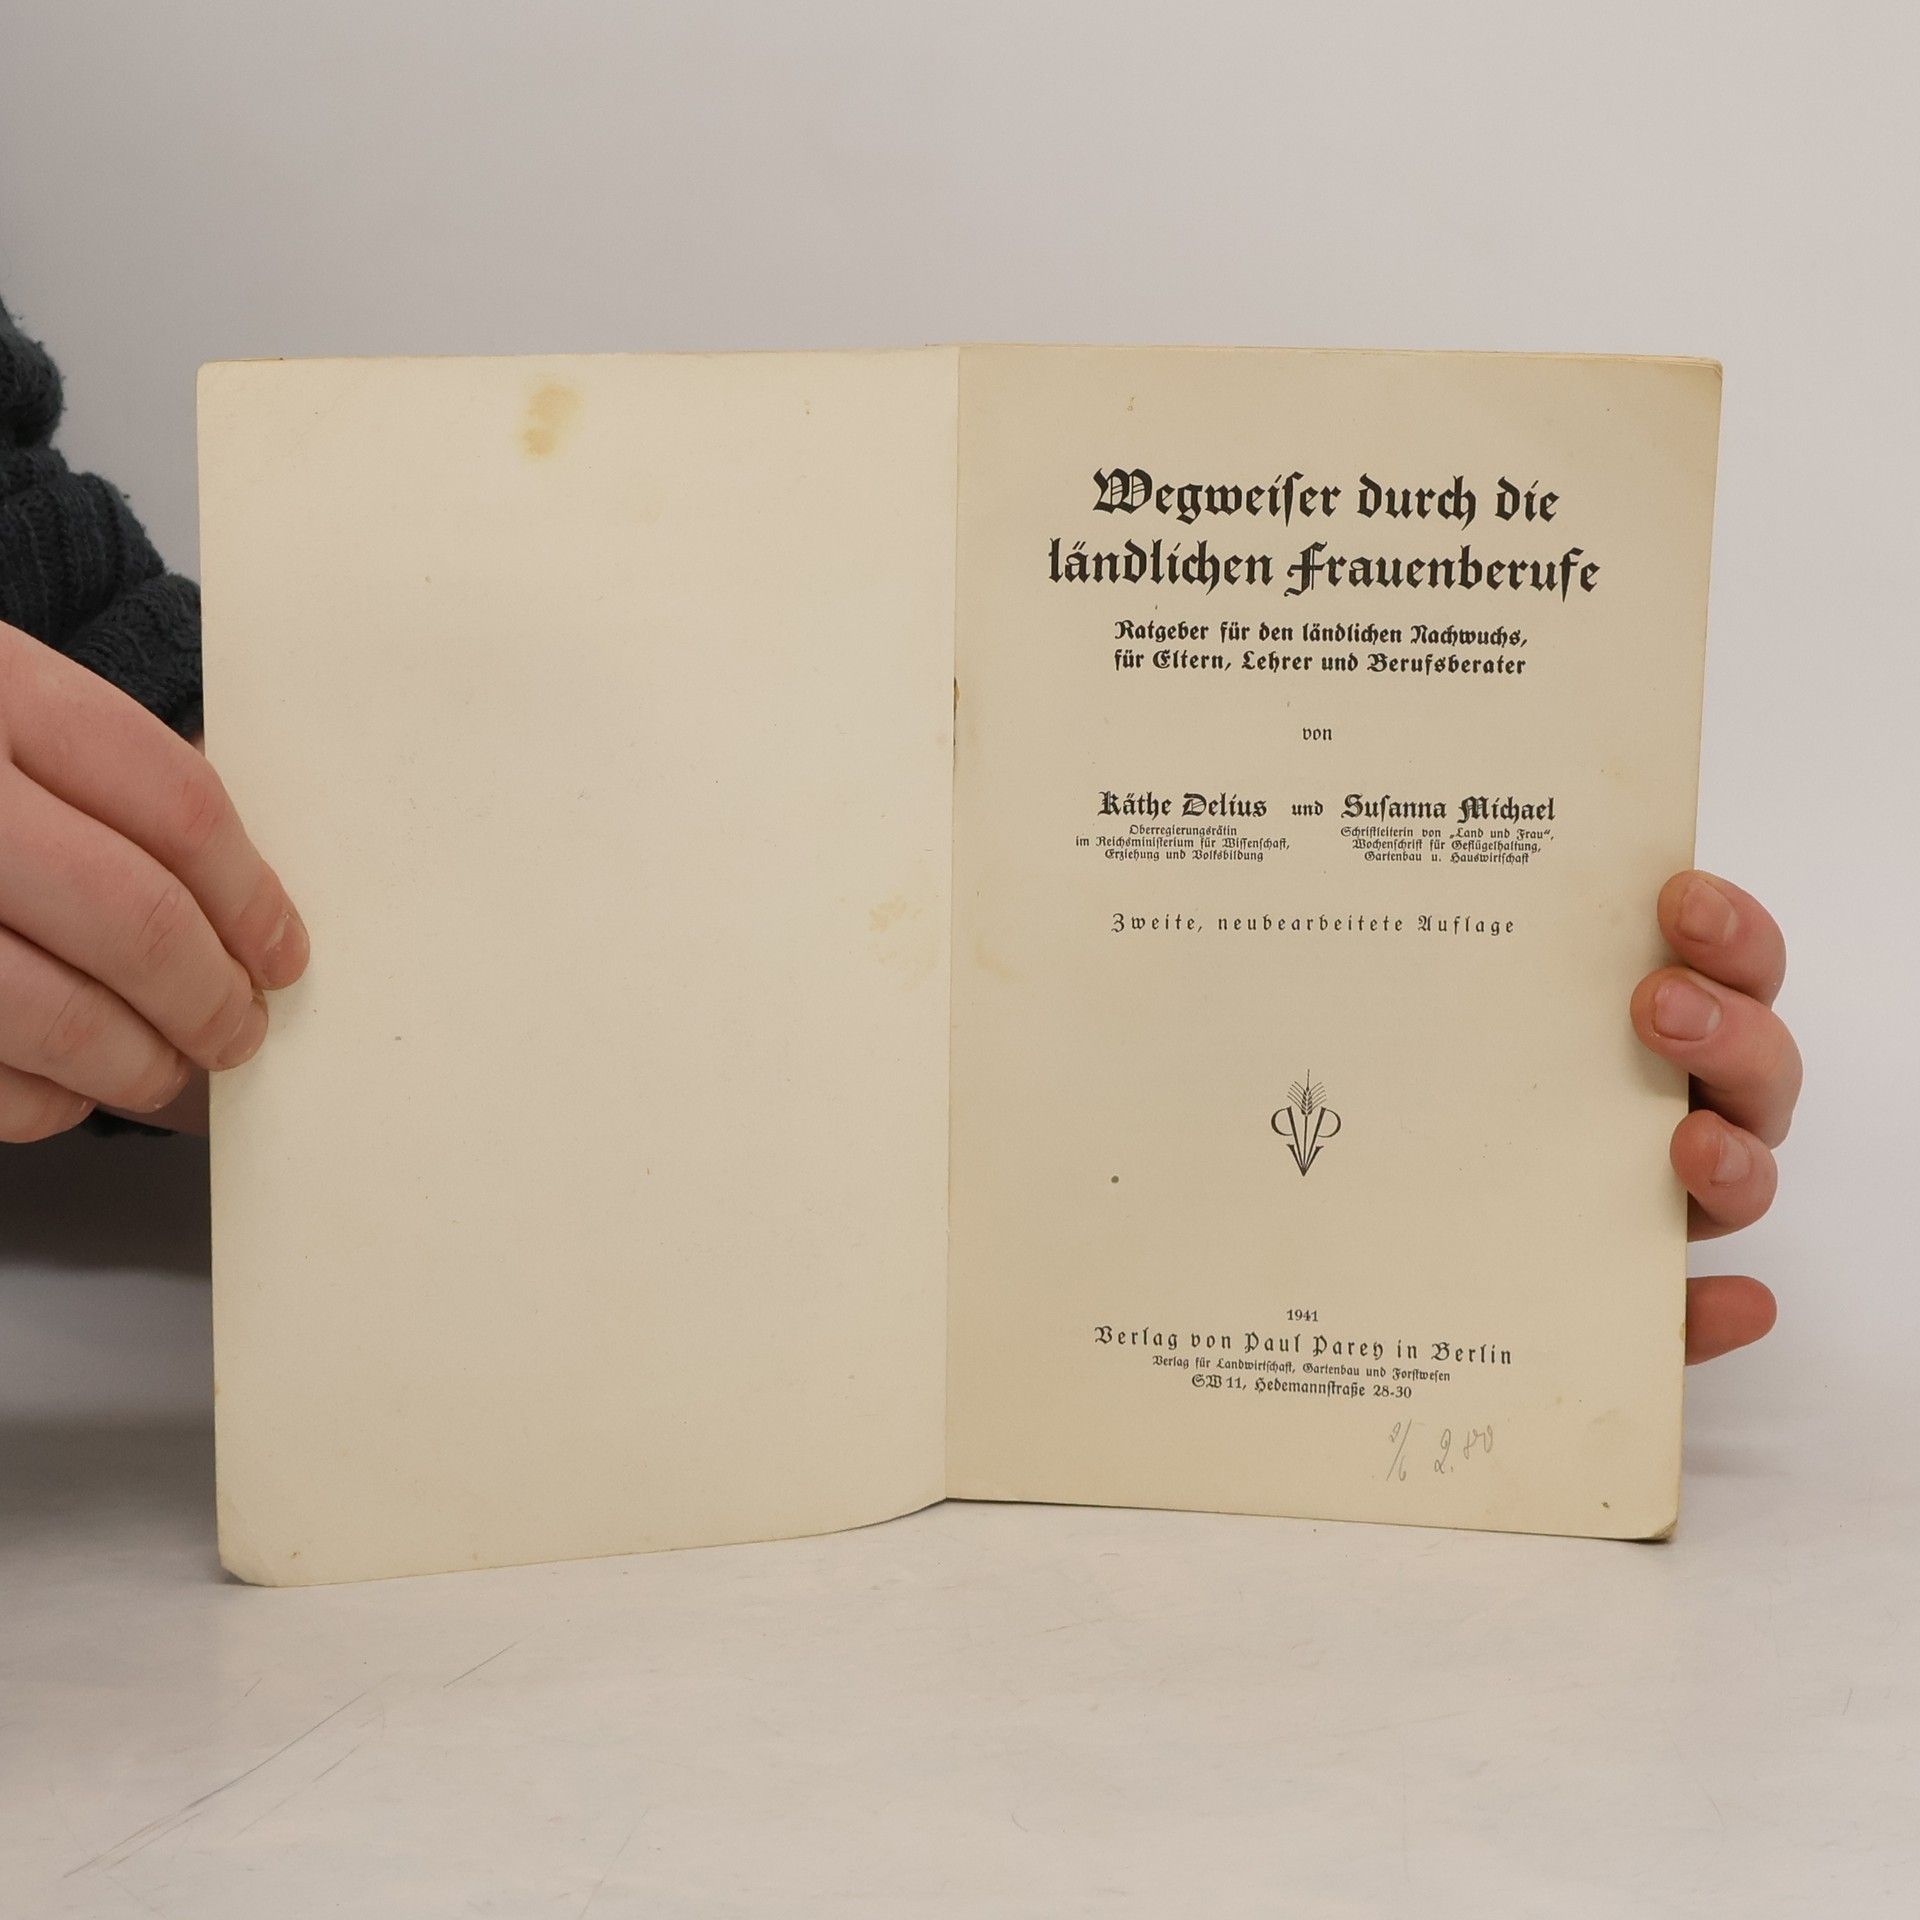 Wegweiser durch die
ländlichen Frauenberufe
Ratgeber für den ländlichen Nachwuchs,
für Eltern, Lehrer und Berufsberater
von
Käthe Delius und Susanna Michael
Oberregierungsrätin
im Reichsministerium für Wissenschaft,
Erziehung und Volksbildung
Schriftleiterin von „Land und Frau“,
Wochenschrift für Geflügelhaltung,
Gartenbau u. Hauswirtschaft
Zweite, neubearbeitete Auflage
PVP
1941
Verlag von Paul Parey in Berlin
Verlag für Landwirtschaft, Gartenbau und Forstwesen
SW 11, Hedemannstraße 28-30
2.80